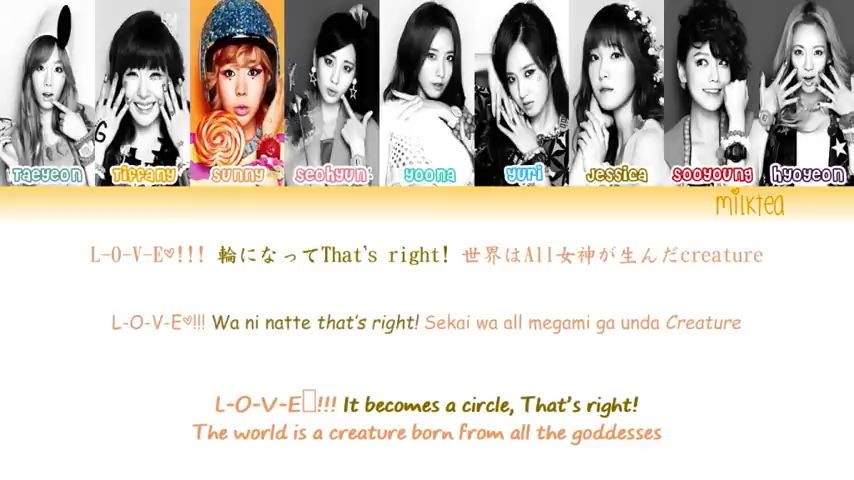 Taeyeon Tiffany Sunny Seohyun Yoona Yuri Jessica Sooyoung Hyoyeon
milktea
L-O-V-E♡!!! 輪になってThat's right! 世界はAll女神が生んだcreature
L-O-V-E♡!!! Wa ni natte that's right! Sekai wa all megami ga unda Creature
L-O-V-E□!!! It becomes a circle, That's right!
The world is a creature born from all the goddesses